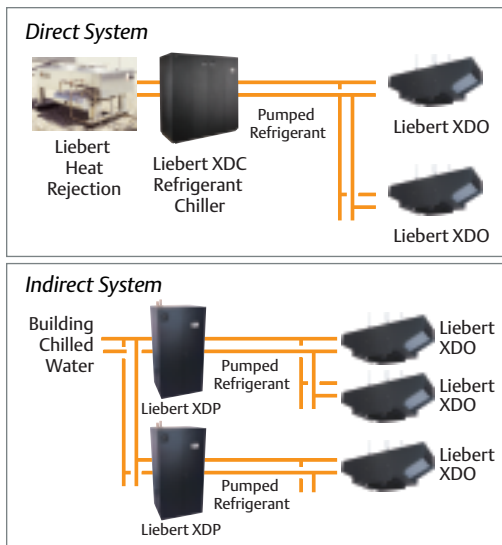 Direct System
Liebert
Heat
Rejection
Liebert XDC
Refrigerant
Chiller
Pumped
Refrigerant
Liebert XDO
Liebert XDO
Indirect System
Building
Chilled
Water
Liebert XDP
Pumped
Refrigerant
Liebert
XDO
Liebert
XDO
Liebert XDP
Pumped
Refrigerant
Liebert
XDO